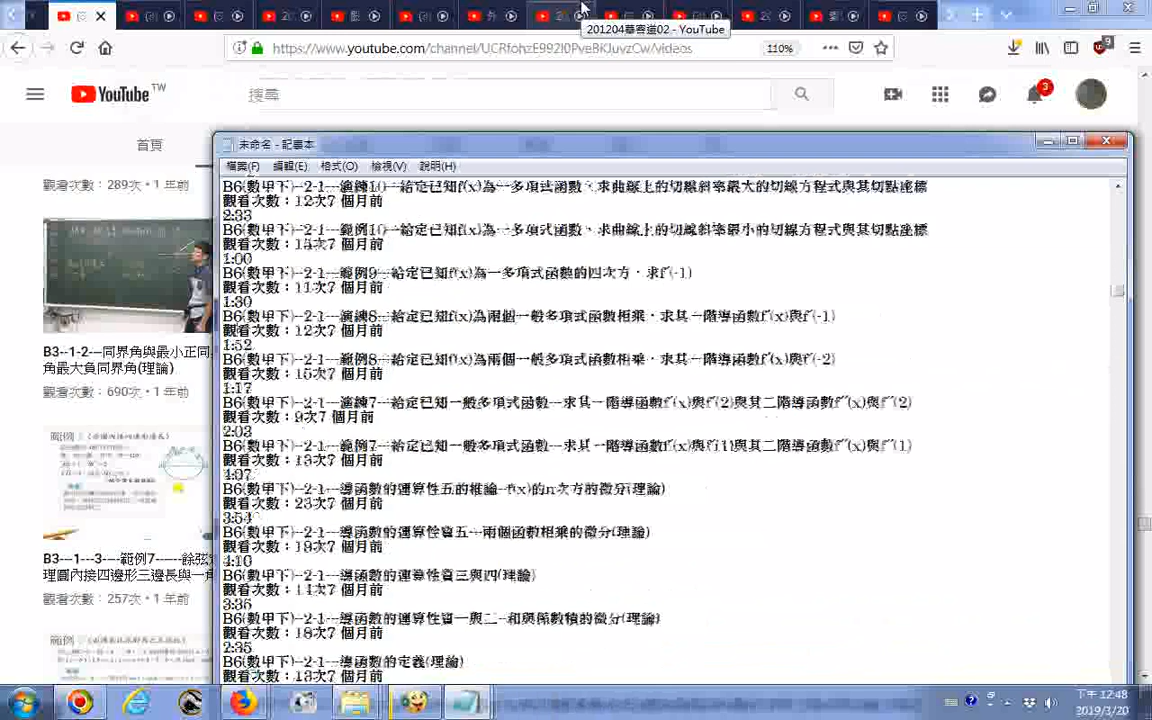 201204華容道02 - YouTube
https://www.youtube.com/channel/UCRfohzE992I0PveBKJuyzCw/videos
110%
YouTube TW
搜尋
3
首頁
觀看次數：289次 • 1 年前
B3--1-2---同界角與最小正同
角最大負同界角(理論)
觀看次數：690次 • 1 年前
範例
B3---1---3----範例7------餘弦
理圓內接四邊形三邊長與一角
觀看次數：257次 • 1 年前
範例
未命名 - 記事本
檔案(F) 編輯(E) 格式(O) 檢視(V) 說明(H)
B6(數甲下)--2-1---演練10---給定已知f(x)為一多項式函數，求曲線上的切線斜率最大的切線方程式與其切點座標
觀看次數：12次7 個月前
2:33
B6(數甲下)--2-1---範例10---給定已知f(x)為一多項式函數，求曲線上的切線斜率最小的切線方程式與其切點座標
觀看次數：15次7 個月前
1:00
B6(數甲下)--2-1---範例9---給定已知f(x)為一多項式函數的四次方，求f'(-1)
觀看次數：11次7 個月前
1:30
B6(數甲下)--2-1---演練8---給定已知f(x)為兩個一般多項式函數相乘，求其一階導函數f'(x)與f'(-1)
觀看次數：12次7 個月前
1:52
B6(數甲下)--2-1---範例8---給定已知f(x)為兩個一般多項式函數相乘，求其一階導函數f'(x)與f'(-2)
觀看次數：15次7 個月前
1:17
B6(數甲下)--2-1---演練7---給定已知一般多項式函數---求其一階導函數f'(x)與f'(2)與其二階導函數f''(x)與f''(2)
觀看次數：9次7 個月前
2:03
B6(數甲下)--2-1---範例7---給定已知一般多項式函數---求其一階導函數f'(x)與f'(1)與其二階導函數f''(x)與f''(1)
觀看次數：13次7 個月前
4:07
B6(數甲下)--2-1---導函數的運算性五的推論---f(x)的n次方的微分(理論)
觀看次數：23次7 個月前
3:54
B6(數甲下)--2-1---導函數的運算性質五---兩個函數相乘的微分(理論)
觀看次數：19次7 個月前
4:10
B6(數甲下)--2-1---導函數的運算性質三與四(理論)
觀看次數：14次7 個月前
3:35
B6(數甲下)--2-1---導函數的運算性質一與二---和與係數積的微分(理論)
觀看次數：18次7 個月前
2:35
B6(數甲下)--2-1---導函數的定義(理論)
觀看次數：13次7 個月前
下午 12:48
2019/3/20